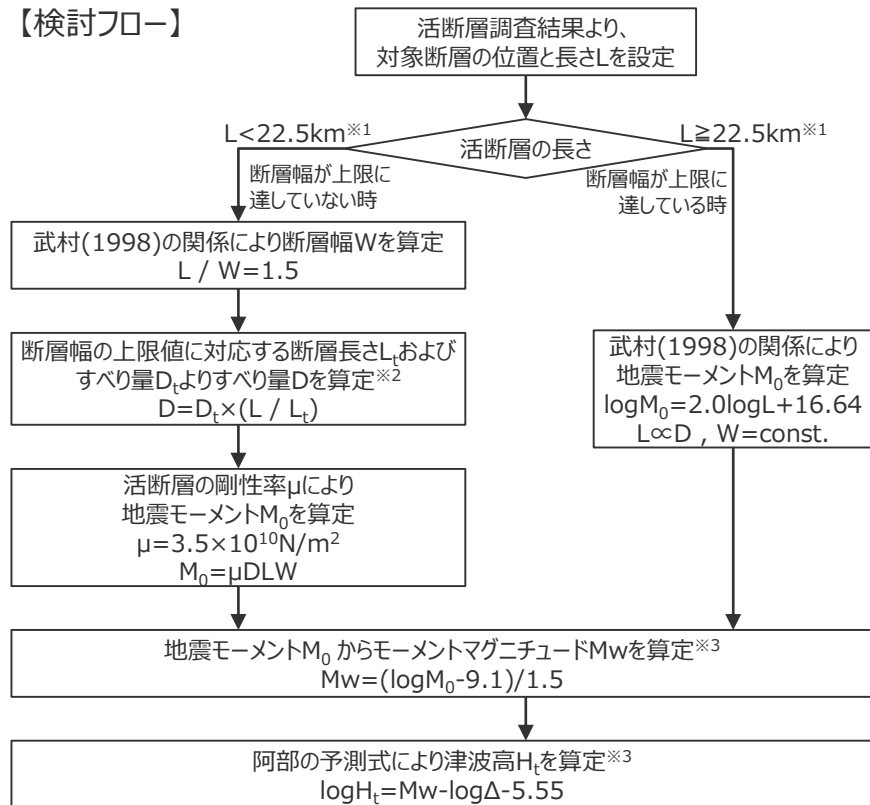 【検討フロー】
活断層調査結果より、
対象断層の位置と長さLを設定
活断層の長さ
L<22.5km※1
断層幅が上限に
達していない時
L≧22.5km※1
断層幅が上限に
達している時
武村(1998)の関係により断層幅Wを算定
L / W=1.5
断層幅の上限値に対応する断層長さLtおよび
すべり量Dtよりすべり量Dを算定※2
D=Dt×(L / Lt)
活断層の剛性率μにより
地震モーメントM0を算定
μ=3.5×10¹⁰N/m²
M0=μDLW
武村(1998)の関係により
地震モーメントM0を算定
logM0=2.0logL+16.64
L∝D , W=const.
地震モーメントM0 からモーメントマグニチュードMwを算定※3
Mw=(logM0-9.1)/1.5
阿部の予測式により津波高Htを算定※3
logHt=Mw-logΔ-5.55